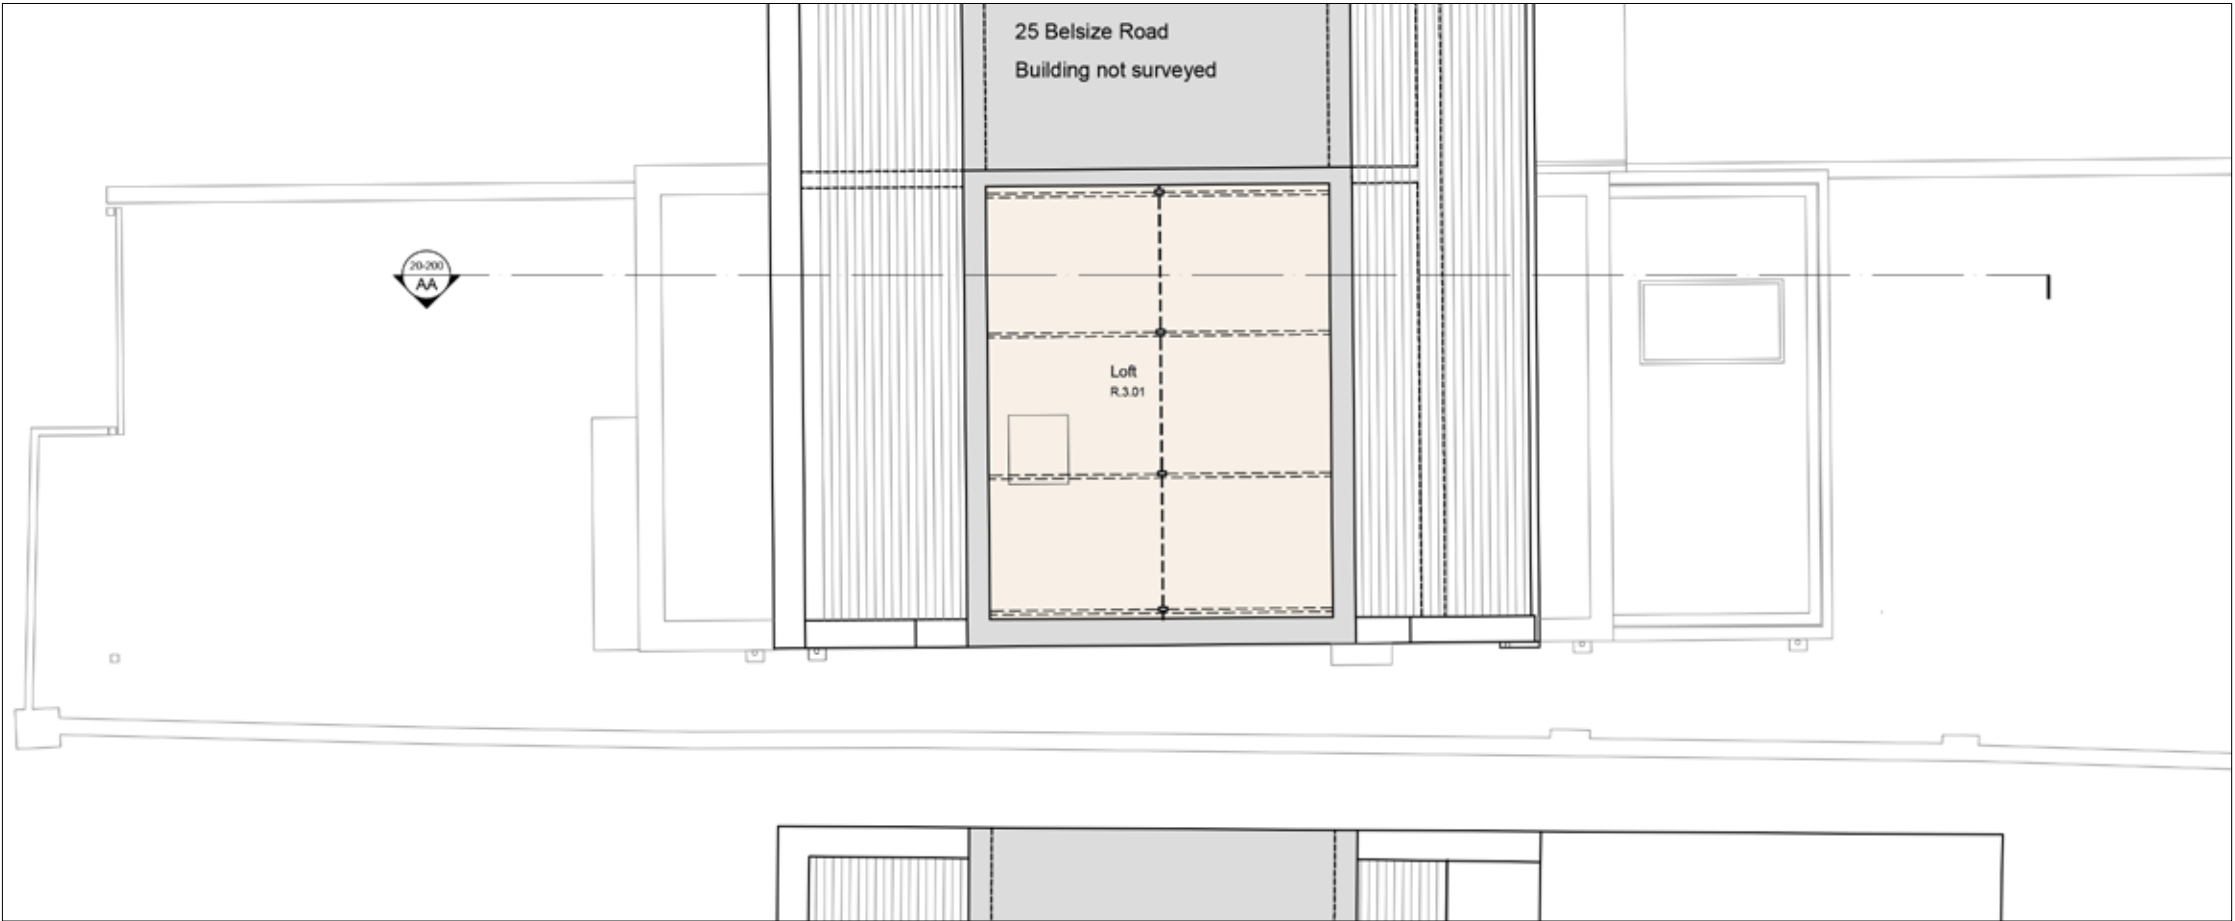 25 Belsize Road
Building not surveyed
20-200
AA
Loft
R.3.01